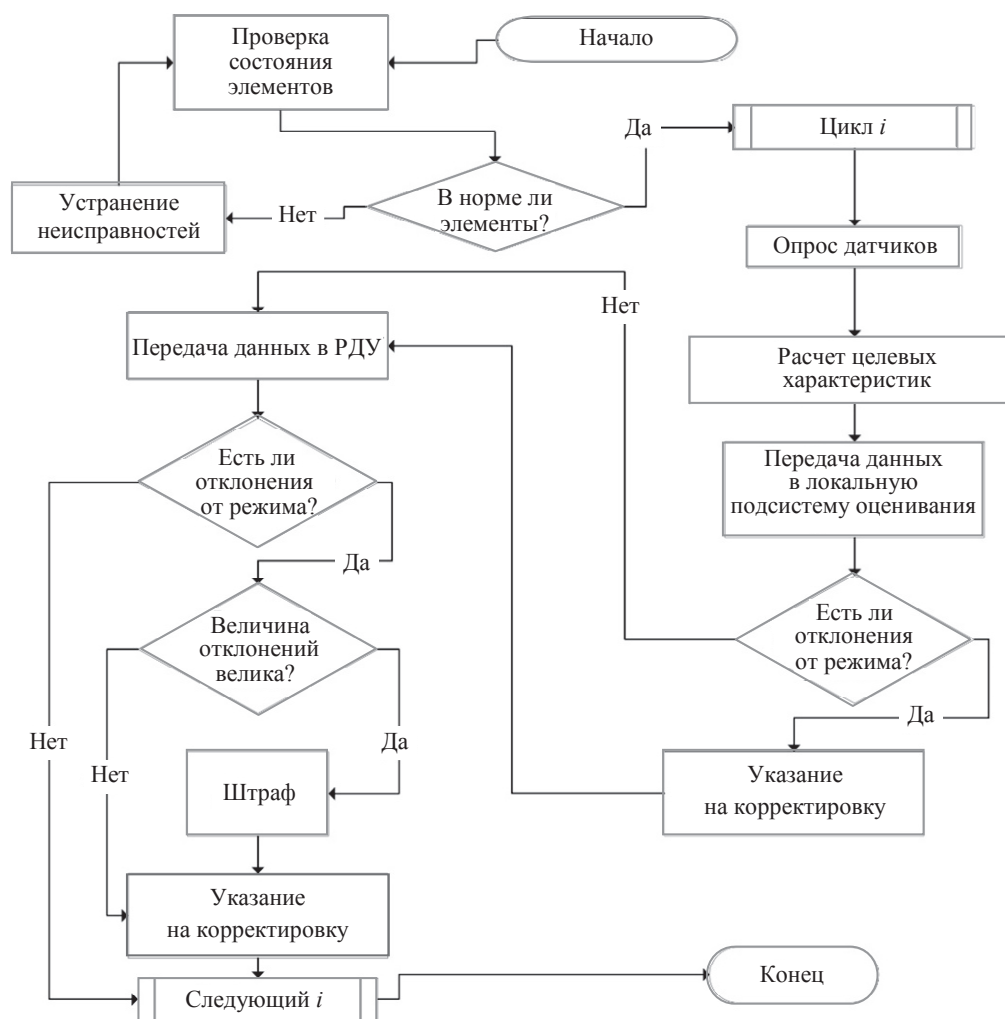 Начало
Проверка
состояния
элементов
Да
Цикл i
В норме ли
элементы?
Нет
Устранение
неисправностей
Опрос датчиков
Нет
Передача данных в РДУ
Расчет целевых
характеристик
Передача данных
в локальную
подсистему оценивания
Есть ли
отклонения
от режима?
Да
Есть ли
отклонения
от режима?
Да
Величина
отклонений
велика?
Нет
Нет
Да
Указание
на корректировку
Штраф
Указание
на корректировку
Следующий i
Конец